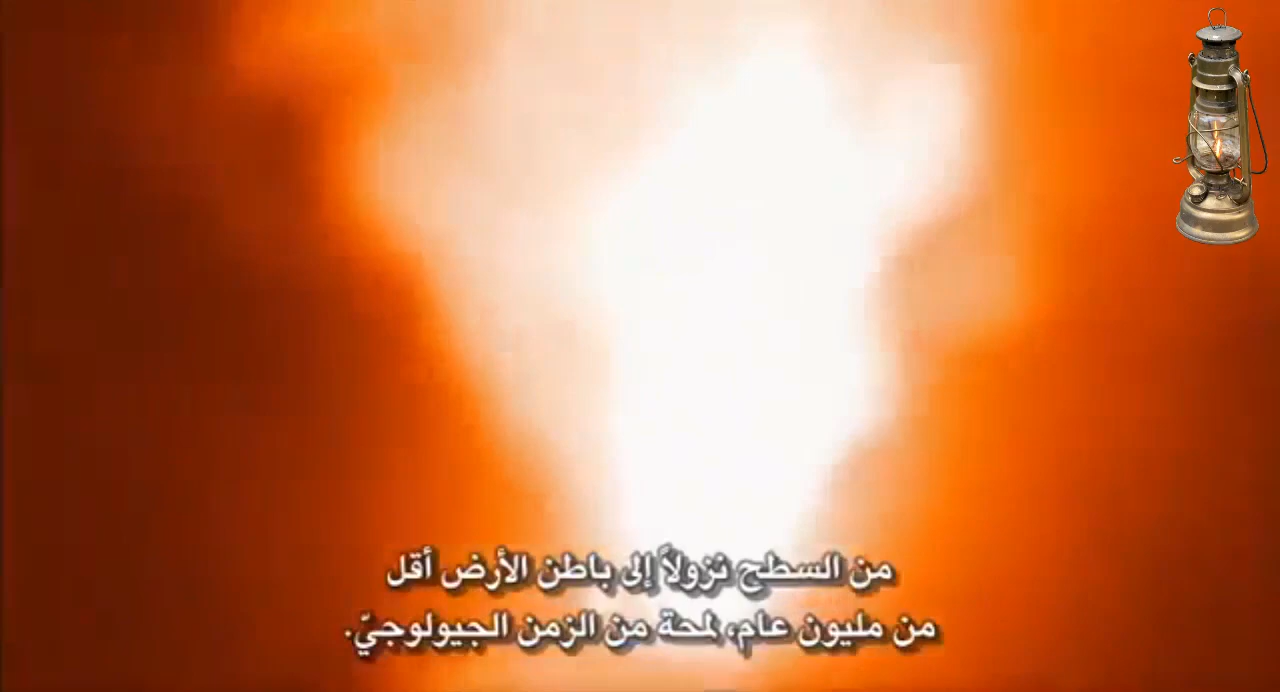 من السطح نزولاً إلى باطن الأرض أقل
من مليون عام، لمحة من الزمن الجيولوجيّ.